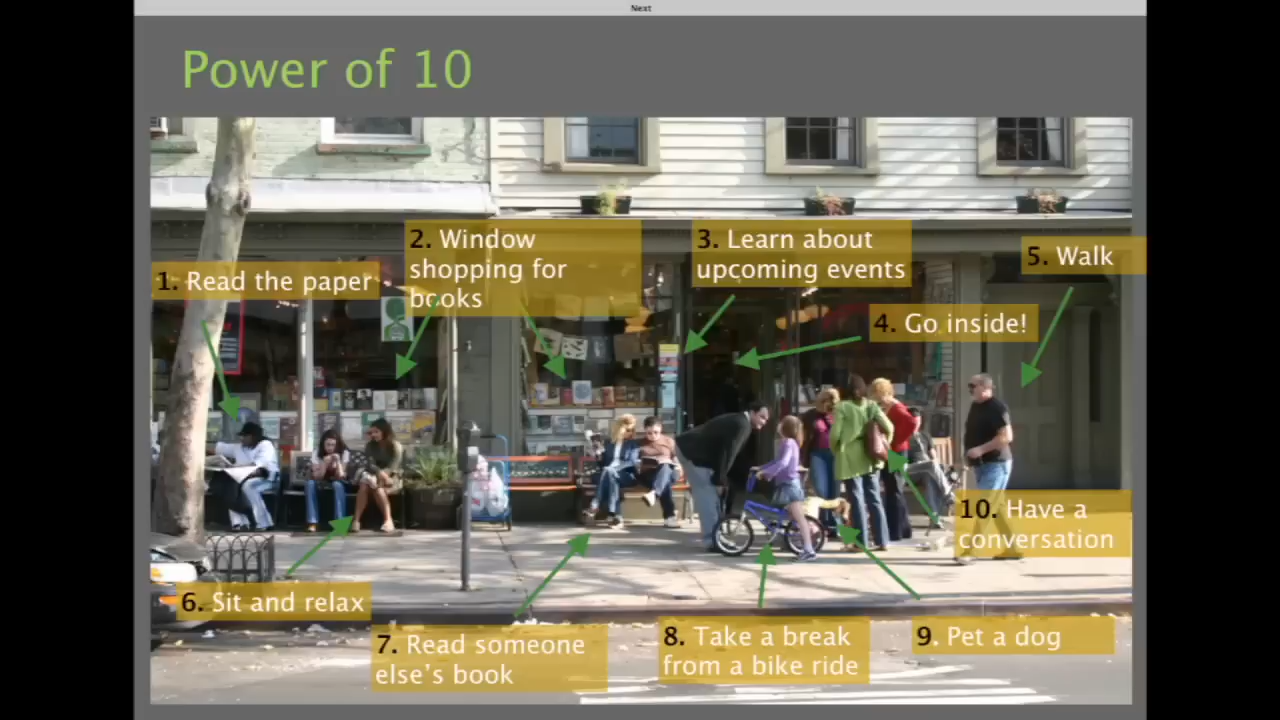 Next
Power of 10
1. Read the paper
2. Window
shopping for
books
3. Learn about
upcoming events
4. Go inside!
5. Walk
6. Sit and relax
7. Read someone
else's book
8. Take a break
from a bike ride
9. Pet a dog
10. Have a
conversation